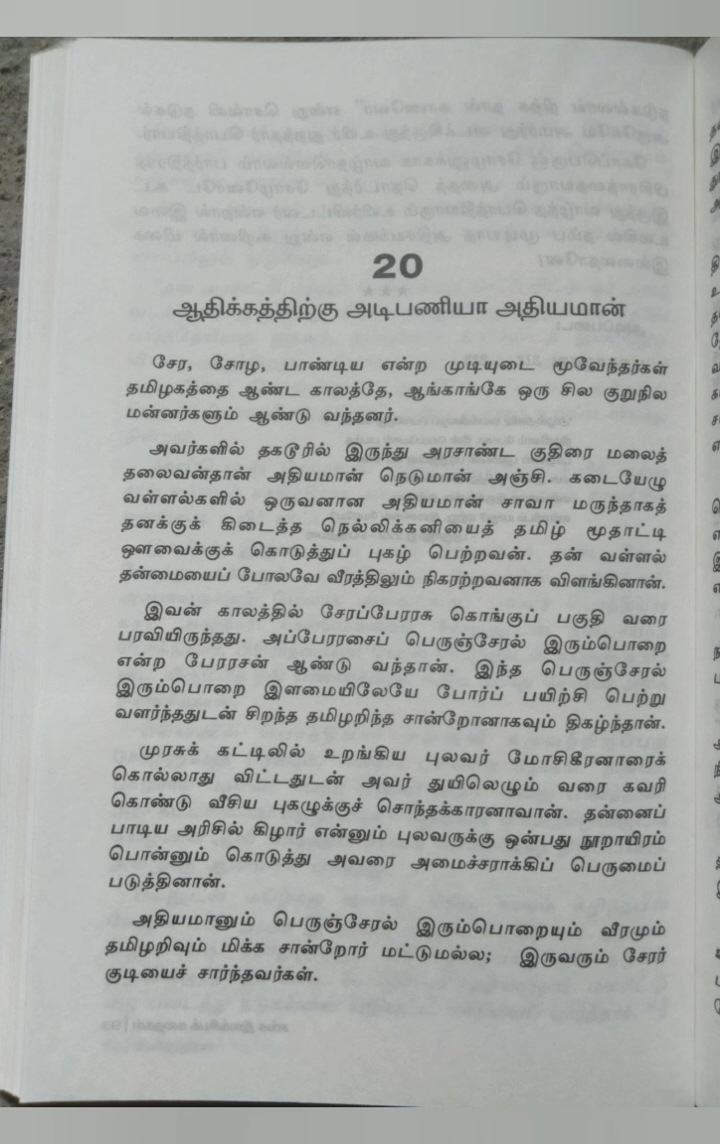 20
ஆதிக்கத்திற்கு அடிபணியா அதியமான்
சேர, சோழ, பாண்டிய என்ற முடியுடை மூவேந்தர்கள்
தமிழகத்தை ஆண்ட காலத்தே, ஆங்காங்கே ஒரு சில குறுநில
மன்னர்களும் ஆண்டு வந்தனர்.
அவர்களில் தகடூரில் இருந்து அரசாண்ட குதிரை மலைத்
தலைவன்தான் அதியமான் நெடுமான் அஞ்சி. கடையேழு
வள்ளல்களில் ஒருவனான அதியமான் சாவா மருந்தாகத்
தனக்குக் கிடைத்த நெல்லிக்கனியைத் தமிழ் மூதாட்டி
ஔவைக்குக் கொடுத்துப் புகழ் பெற்றவன். தன் வள்ளல்
தன்மையைப் போலவே வீரத்திலும் நிகரற்றவனாக விளங்கினான்.
இவன் காலத்தில் சேரப்பேரரசு கொங்குப் பகுதி வரை
பரவியிருந்தது. அப்பேரரசைப் பெருஞ்சேரல் இரும்பொறை
என்ற பேரரசன் ஆண்டு வந்தான். இந்த பெருஞ்சேரல்
இரும்பொறை இளமையிலேயே போர்ப் பயிற்சி பெற்று
வளர்ந்ததுடன் சிறந்த தமிழறிந்த சான்றோனாகவும் திகழ்ந்தான்.
முரசுக் கட்டிலில் உறங்கிய புலவர் மோசிகீரனாரைக்
கொல்லாது விட்டதுடன் அவர் துயிலெழும் வரை கவரி
கொண்டு வீசிய புகழுக்குச் சொந்தக்காரனாவான். தன்னைப்
பாடிய அரிசில் கிழார் என்னும் புலவருக்கு ஒன்பது நூறாயிரம்
பொன்னும் கொடுத்து அவரை அமைச்சராக்கிப் பெருமைப்
படுத்தினான்.
அதியமானும் பெருஞ்சேரல் இரும்பொறையும் வீரமும்
தமிழறிவும் மிக்க சான்றோர் மட்டுமல்ல; இருவரும் சேரர்
குடியைச் சார்ந்தவர்கள்.